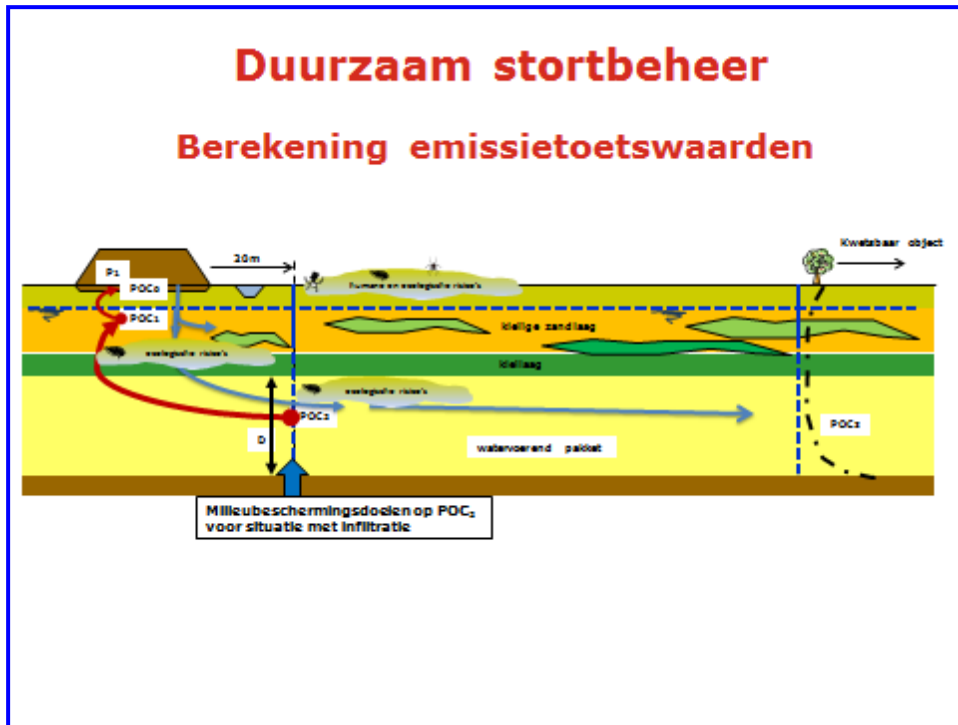 Duurzaam stortbeheer
Berekening emissietoetswaarden
Kwetsbaar object
20m
P1
POC0
humane en ecologische risico's
POC1
kleiige zandlaag
ecologische risico's
kleilaag
ecologische risico's
POC2
POC3
D
watervoerend pakket
Milieubeschermingsdoelen op POC2
voor situatie met infiltratie